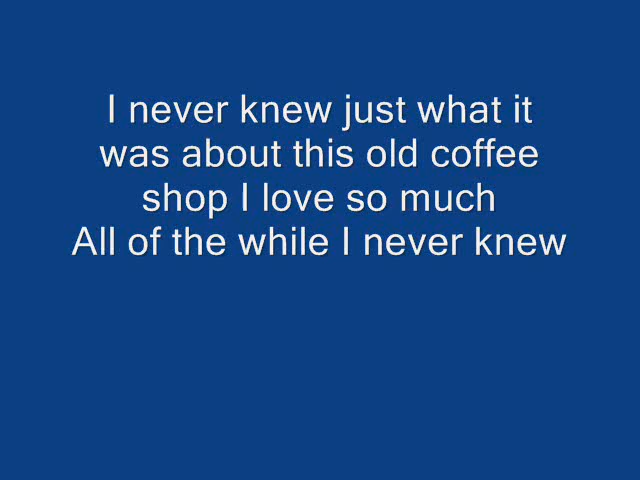 I never knew just what it
was about this old coffee
shop I love so much
All of the while I never knew